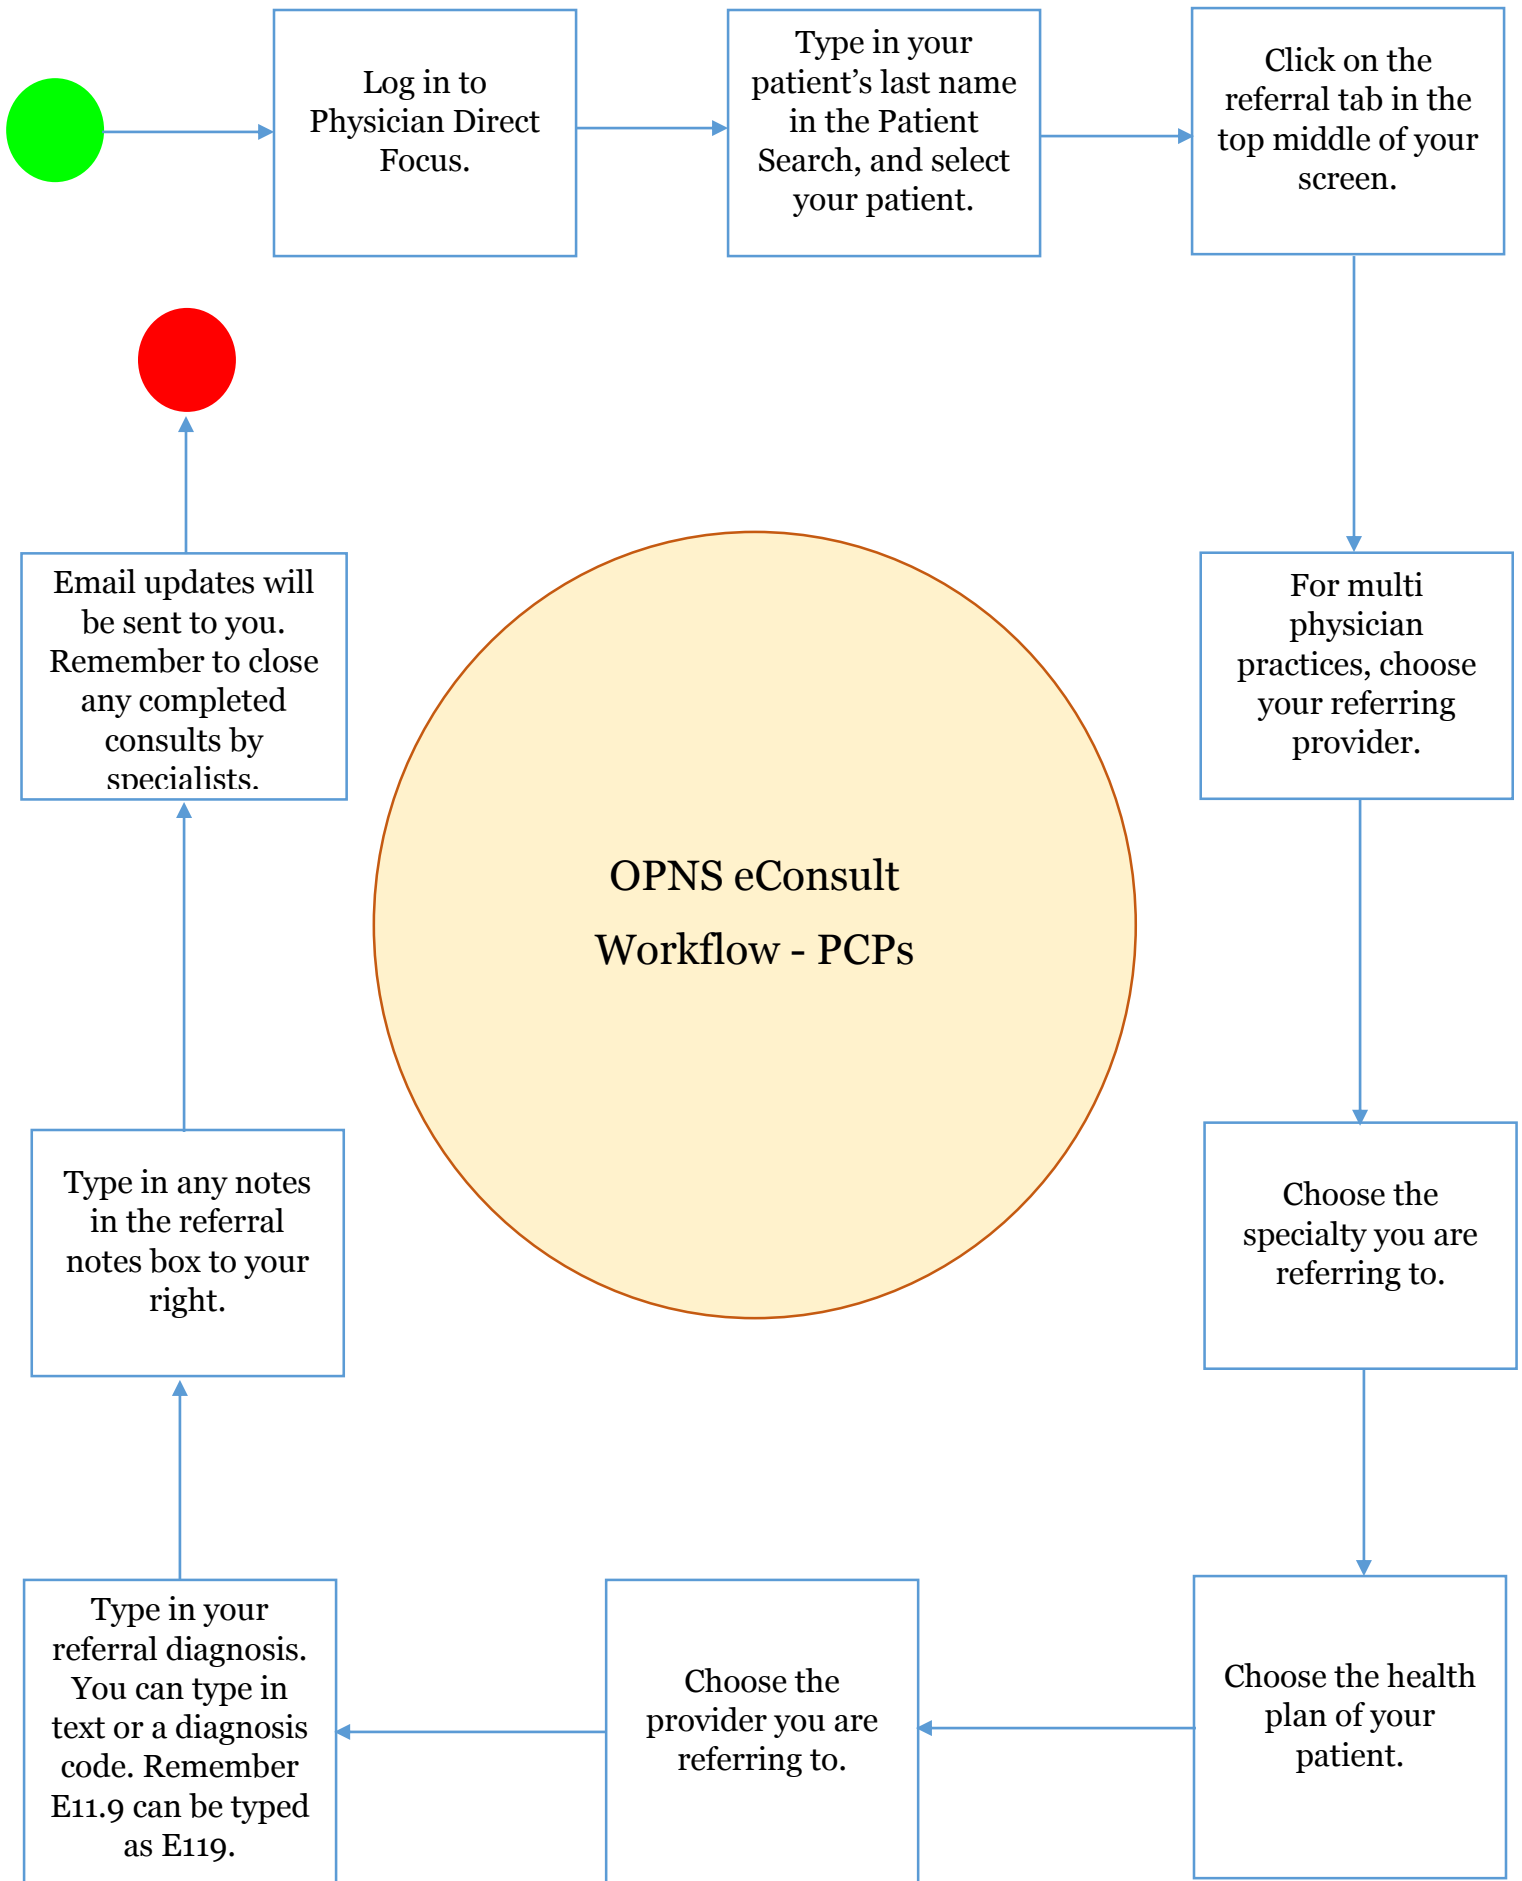 Log in to
Physician Direct
Focus.
Type in your
patient’s last name
in the Patient
Search, and select
your patient.
Click on the
referral tab in the
top middle of your
screen.
For multi
physician
practices, choose
your referring
provider.
Choose the
specialty you are
referring to.
Choose the health
plan of your
patient.
Choose the
provider you are
referring to.
Type in your
referral diagnosis.
You can type in
text or a diagnosis
code. Remember
E11.9 can be typed
as E119.
Type in any notes
in the referral
notes box to your
right.
Email updates will
be sent to you.
Remember to close
any completed
consults by
specialists.
OPNS eConsult
Workflow - PCPs